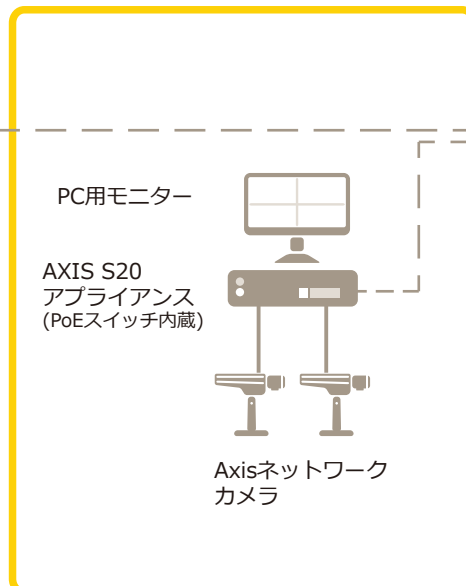 PC用モニター
AXIS S20
アプライアンス
(PoEスイッチ内蔵)
Axisネットワーク
カメラ